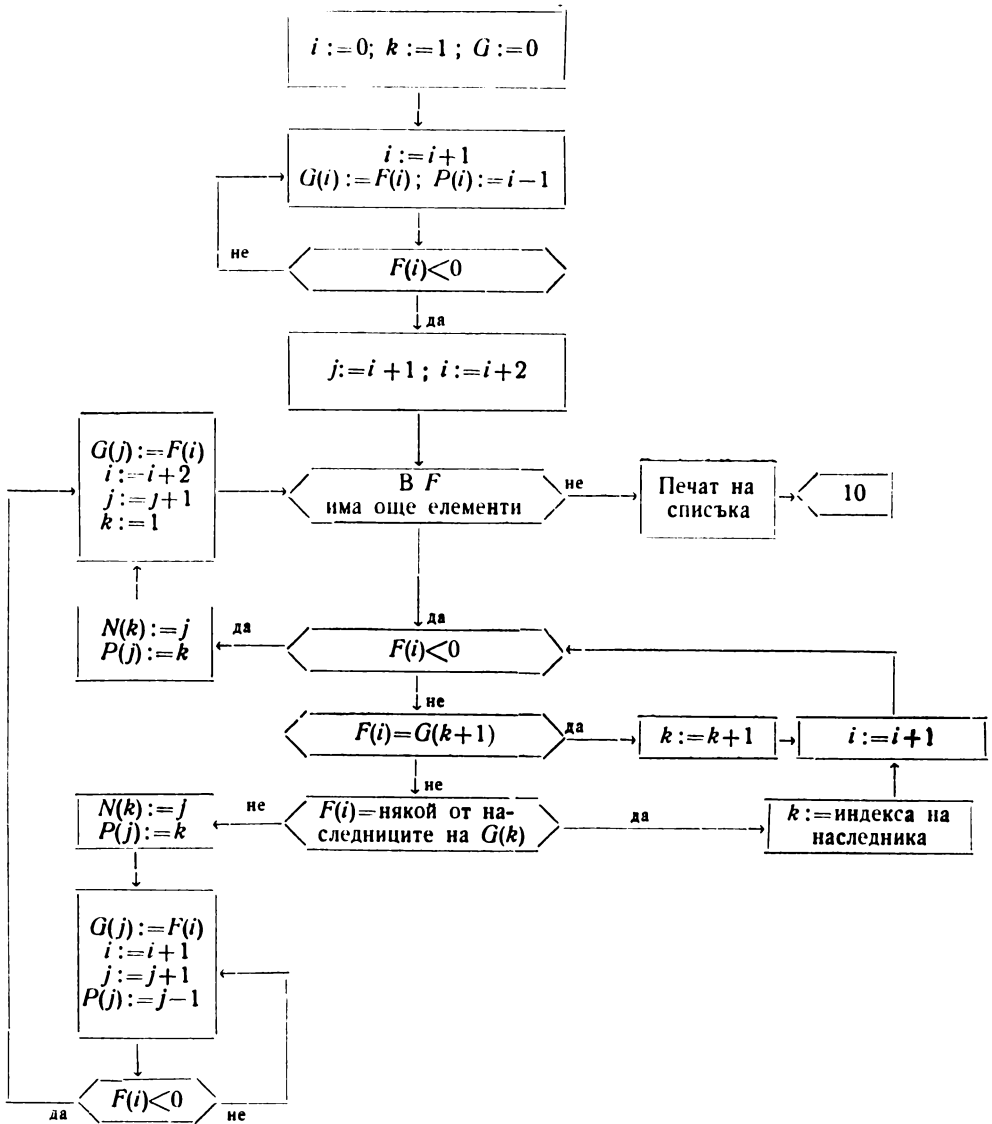 i := 0; k := 1 ; G := 0
i := i+1
G(i) := F(i) ; P(i) := i−1
не
F(i)<0
да
j := i+1 ; i := i+2
G(j) := F(i)
i := i+2
j := j+1
k := 1
В F
има още елементи
не
Печат на
списъка
10
да
N(k) := j
P(j) := k
да
F(i)<0
не
F(i)=G(k+1)
да
k := k+1
i := i+1
не
N(k) := j
P(j) := k
не
F(i)=някой от на-
следниците на G(k)
да
k := индекса на
наследника
G(j) := F(i)
i := i+1
j := j+1
P(j) := j−1
да
F(i)<0
не